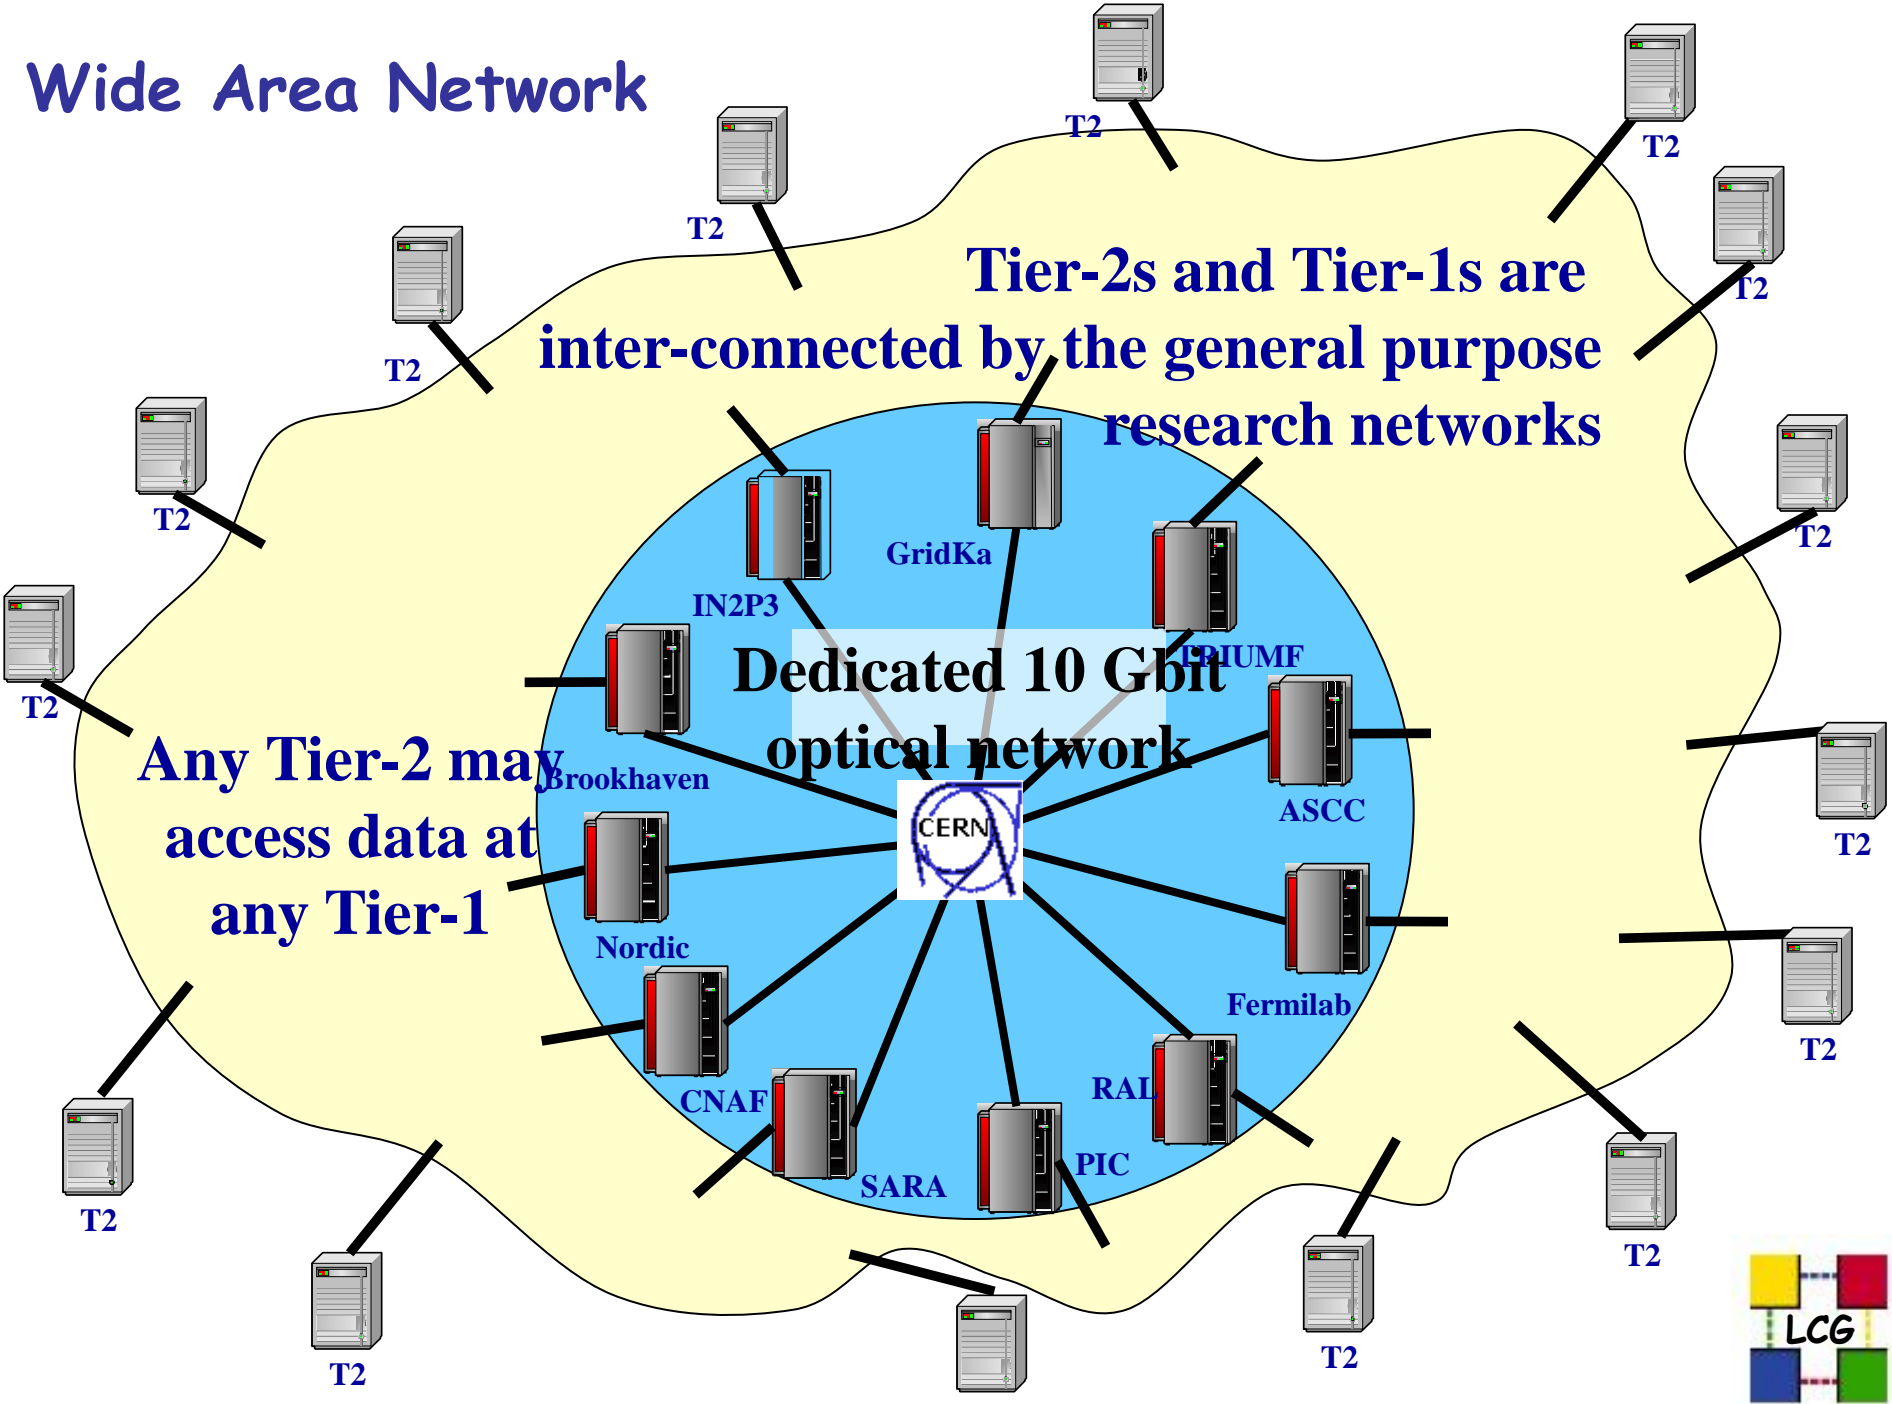 Wide Area Network
T2
T2
T2
T2
T2
T2
Tier-2s and Tier-1s are
inter-connected by the general purpose
research networks
T2
T2
T2
GridKa
IN2P3
TRIUMF
Dedicated 10 Gbit
optical network
T2
Any Tier-2 may
access data at
any Tier-1
Brookhaven
ASCC
CERN
T2
Nordic
Fermilab
T2
CNAF
RAL
SARA
PIC
T2
T2
T2
T2
LCG